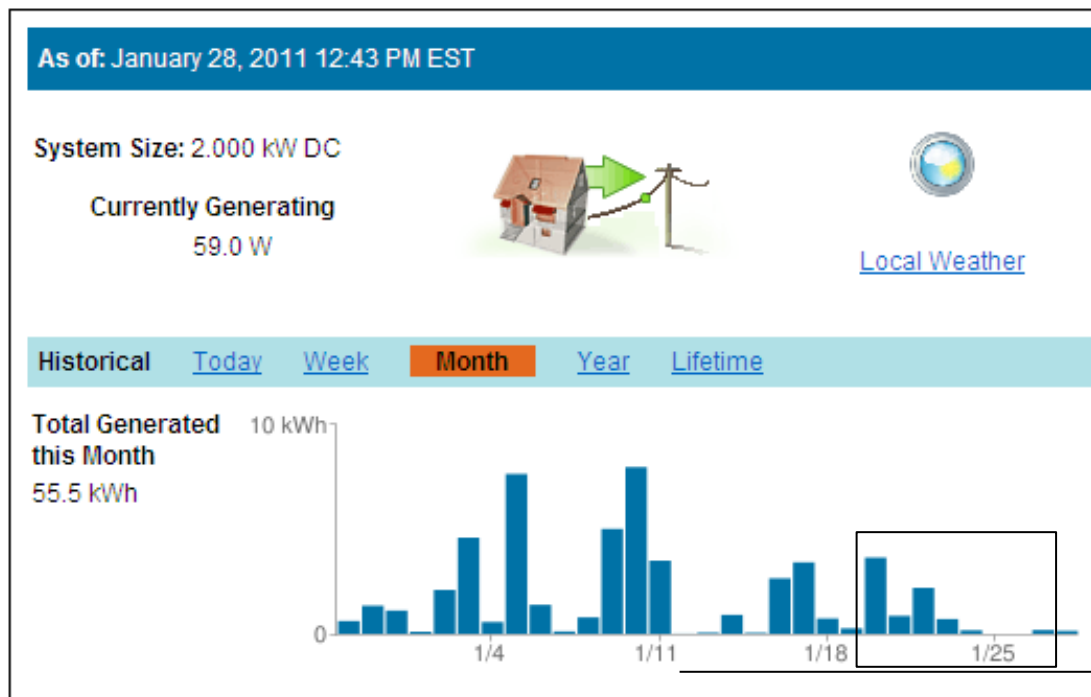 As of: January 28, 2011 12:43 PM EST
System Size: 2.000 kW DC
Currently Generating
59.0 W
Local Weather
Historical Today Week Month Year Lifetime
Total Generated
this Month
55.5 kWh
10 kWh
0
1/4 1/11 1/18 1/25